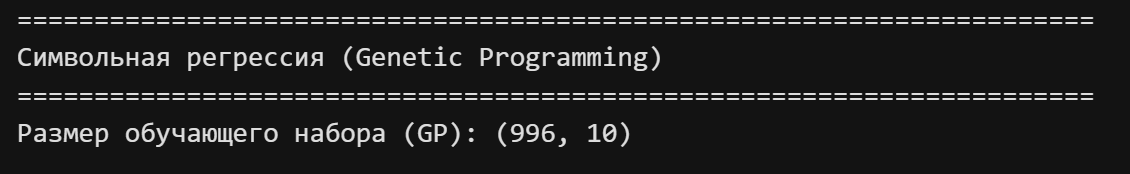 ======================================================================
Символьная регрессия (Genetic Programming)
======================================================================
Размер обучающего набора (GP): (996, 10)